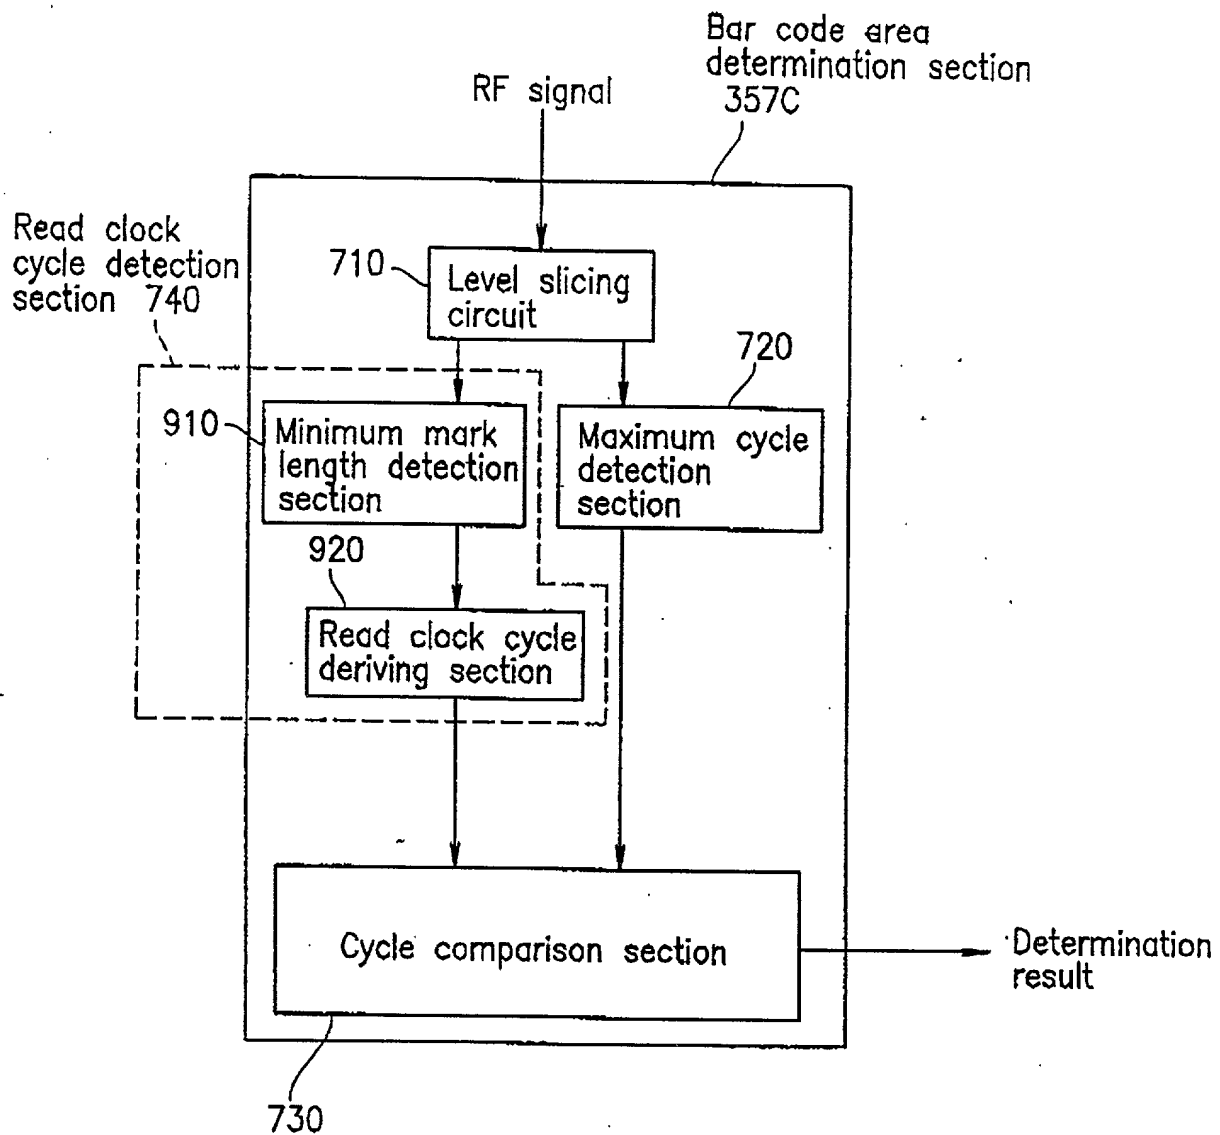 Bar code area
determination section
357C
RF signal
Read clock
cycle detection
section 740
710
Level slicing
circuit
720
910
Minimum mark
length detection
section
Maximum cycle
detection
section
920
Read clock cycle
deriving section
Cycle comparison section
Determination
result
730